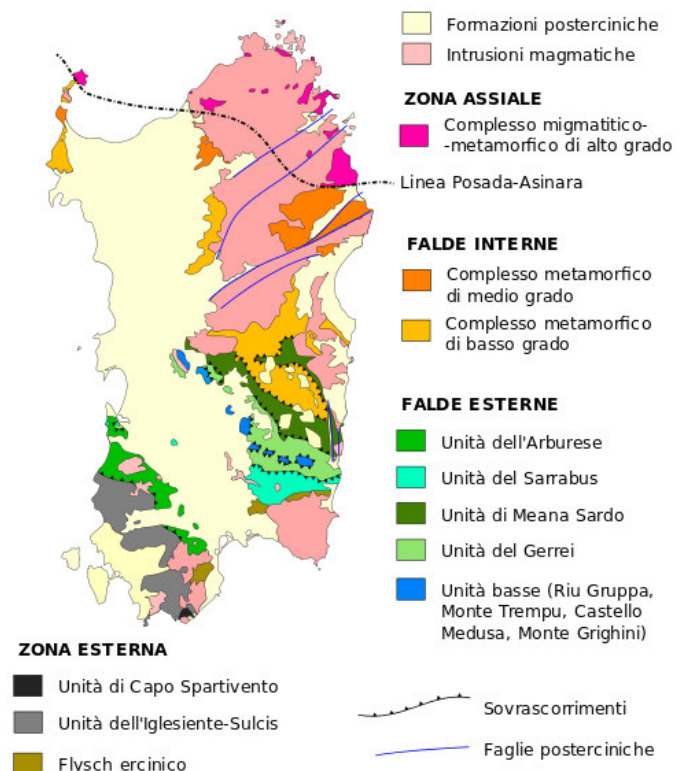 Formazioni posterciniche
Intrusioni magmatiche
ZONA ASSIALE
Complesso migmatitico-
-metamorfico di alto grado
Linea Posada-Asinara
FALDE INTERNE
Complesso metamorfico
di medio grado
Complesso metamorfico
di basso grado
FALDE ESTERNE
Unità dell'Arburese
Unità del Sarrabus
Unità di Meana Sardo
Unità del Gerrei
Unità basse (Riu Gruppa,
Monte Trempu, Castello
Medusa, Monte Grighini)
ZONA ESTERNA
Unità di Capo Spartivento
Unità dell'Iglesiente-Sulcis
Flysch ercinico
Sovrascorrimenti
Faglie posterciniche